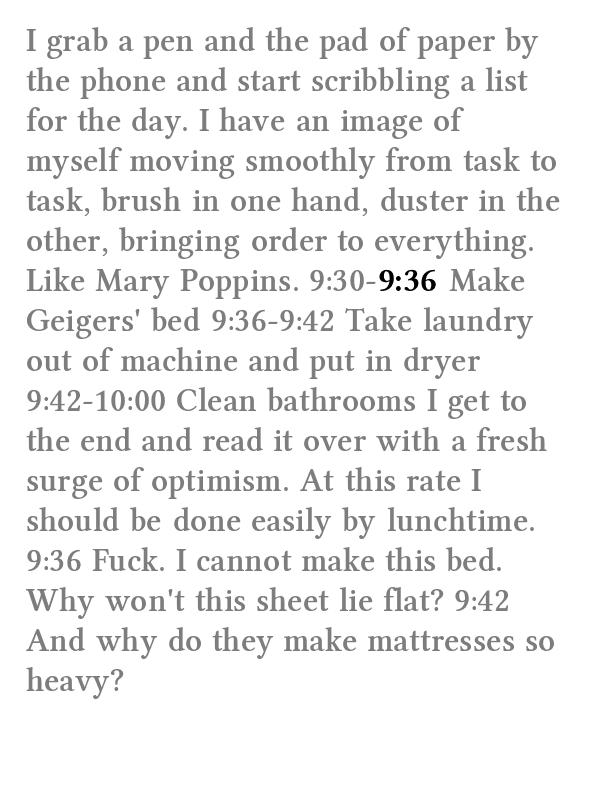 I grab a pen and the pad of paper by
the phone and start scribbling a list
for the day. I have an image of
myself moving smoothly from task to
task, brush in one hand, duster in the
other, bringing order to everything.
Like Mary Poppins. 9:30-9:36 Make
Geigers' bed 9:36-9:42 Take laundry
out of machine and put in dryer
9:42-10:00 Clean bathrooms I get to
the end and read it over with a fresh
surge of optimism. At this rate I
should be done easily by lunchtime.
9:36 Fuck. I cannot make this bed.
Why won't this sheet lie flat? 9:42
And why do they make mattresses so
heavy?